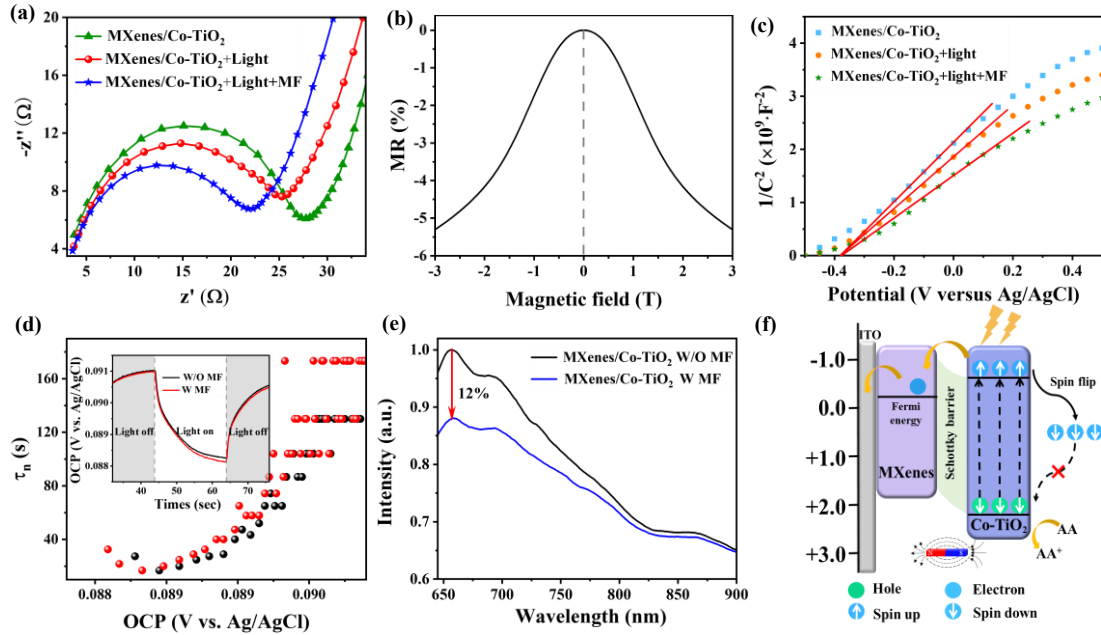 (a)
MXenes/Co-TiO₂
MXenes/Co-TiO₂+Light
MXenes/Co-TiO₂+Light+MF
20
16
12
8
4
-z'' (Ω)
5 10 15 20 25 30
z' (Ω)
(b)
0
-1
-2
-3
-4
-5
-6
MR (%)
-3 -2 -1 0 1 2 3
Magnetic field (T)
(c)
MXenes/Co-TiO₂
MXenes/Co-TiO₂+light
MXenes/Co-TiO₂+light+MF
4
3
2
1
0
1/C² (×10⁹·F⁻²)
-0.4 -0.2 0.0 0.2 0.4
Potential (V versus Ag/AgCl)
(d)
160
120
80
40
τn (s)
0.088 0.089 0.090 0.090
OCP (V vs. Ag/AgCl)
W/O MF
W MF
0.091
0.090
0.089
0.088
OCP (V vs. Ag/AgCl)
Light off
Light on
Light off
40 50 60 70
Times (sec)
(e)
MXenes/Co-TiO₂ W/O MF
MXenes/Co-TiO₂ W MF
12%
1.0
0.9
0.8
0.7
0.6
Intensity (a.u.)
650 700 750 800 850 900
Wavelength (nm)
(f)
ITO
-1.0
0.0
+1.0
+2.0
+3.0
Fermi
energy
MXenes
Schottky barrier
Co-TiO₂
Spin flip
AA
AA⁺
N S
Hole
Electron
Spin up
Spin down